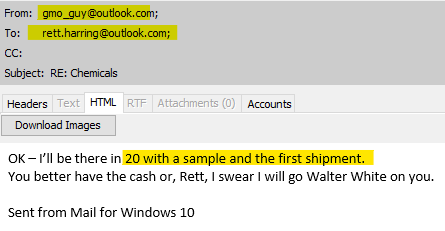 From: gmo_guy@outlook.com;
To: rett.harring@outlook.com;
CC:
Subject: RE: Chemicals
Headers Text HTML RTF Attachments (0) Accounts
Download Images
OK – I'll be there in 20 with a sample and the first shipment.
You better have the cash or, Rett, I swear I will go Walter White on you.
Sent from Mail for Windows 10